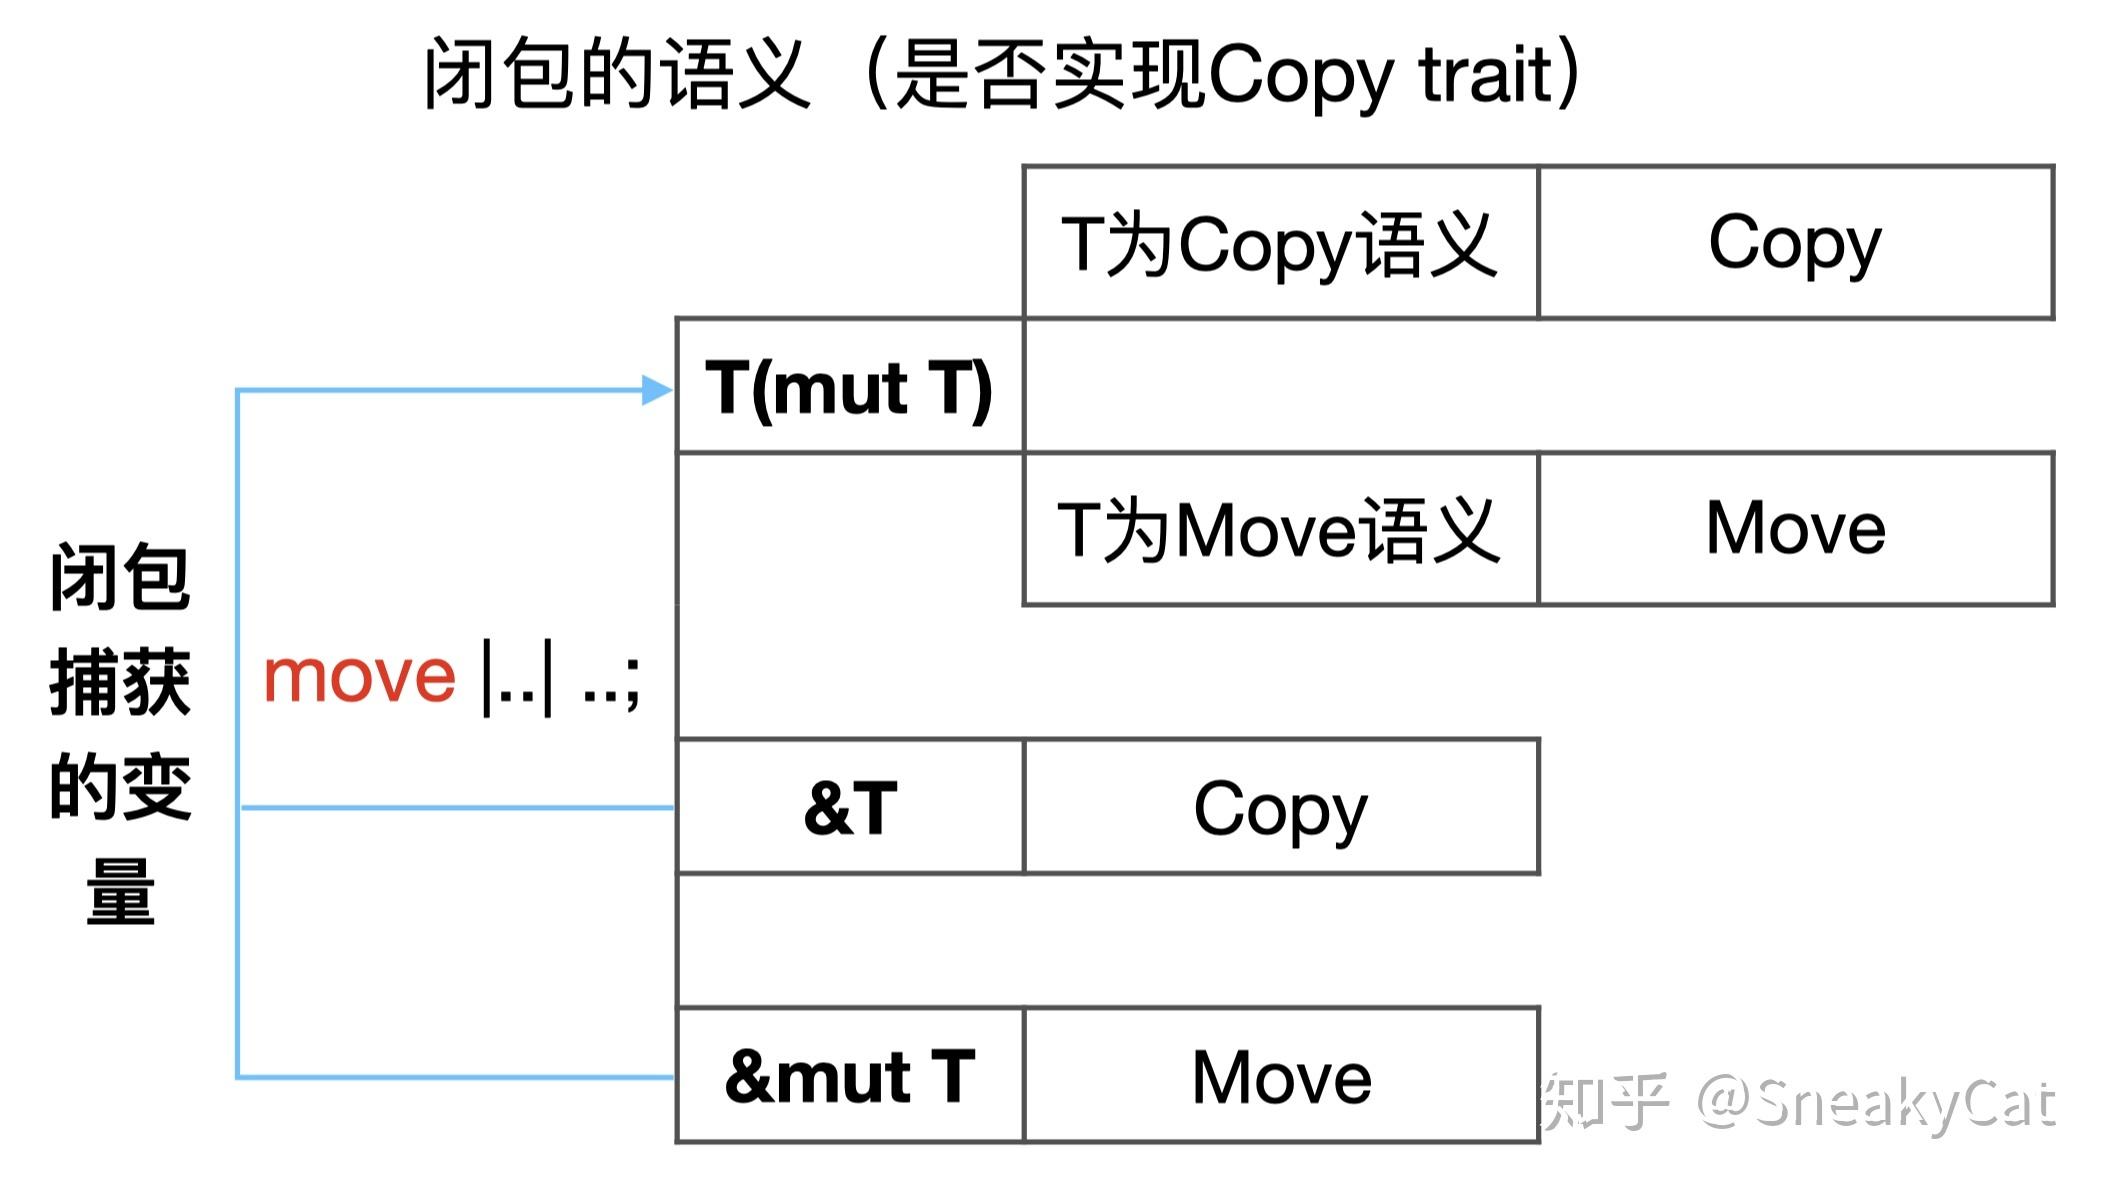 闭包的语义（是否实现Copy trait）
T为Copy语义 Copy
T(mut T)
T为Move语义 Move
闭包
捕获
的变
量
move |..| ..;
&T Copy
&mut T Move
知乎 @SneakyCat